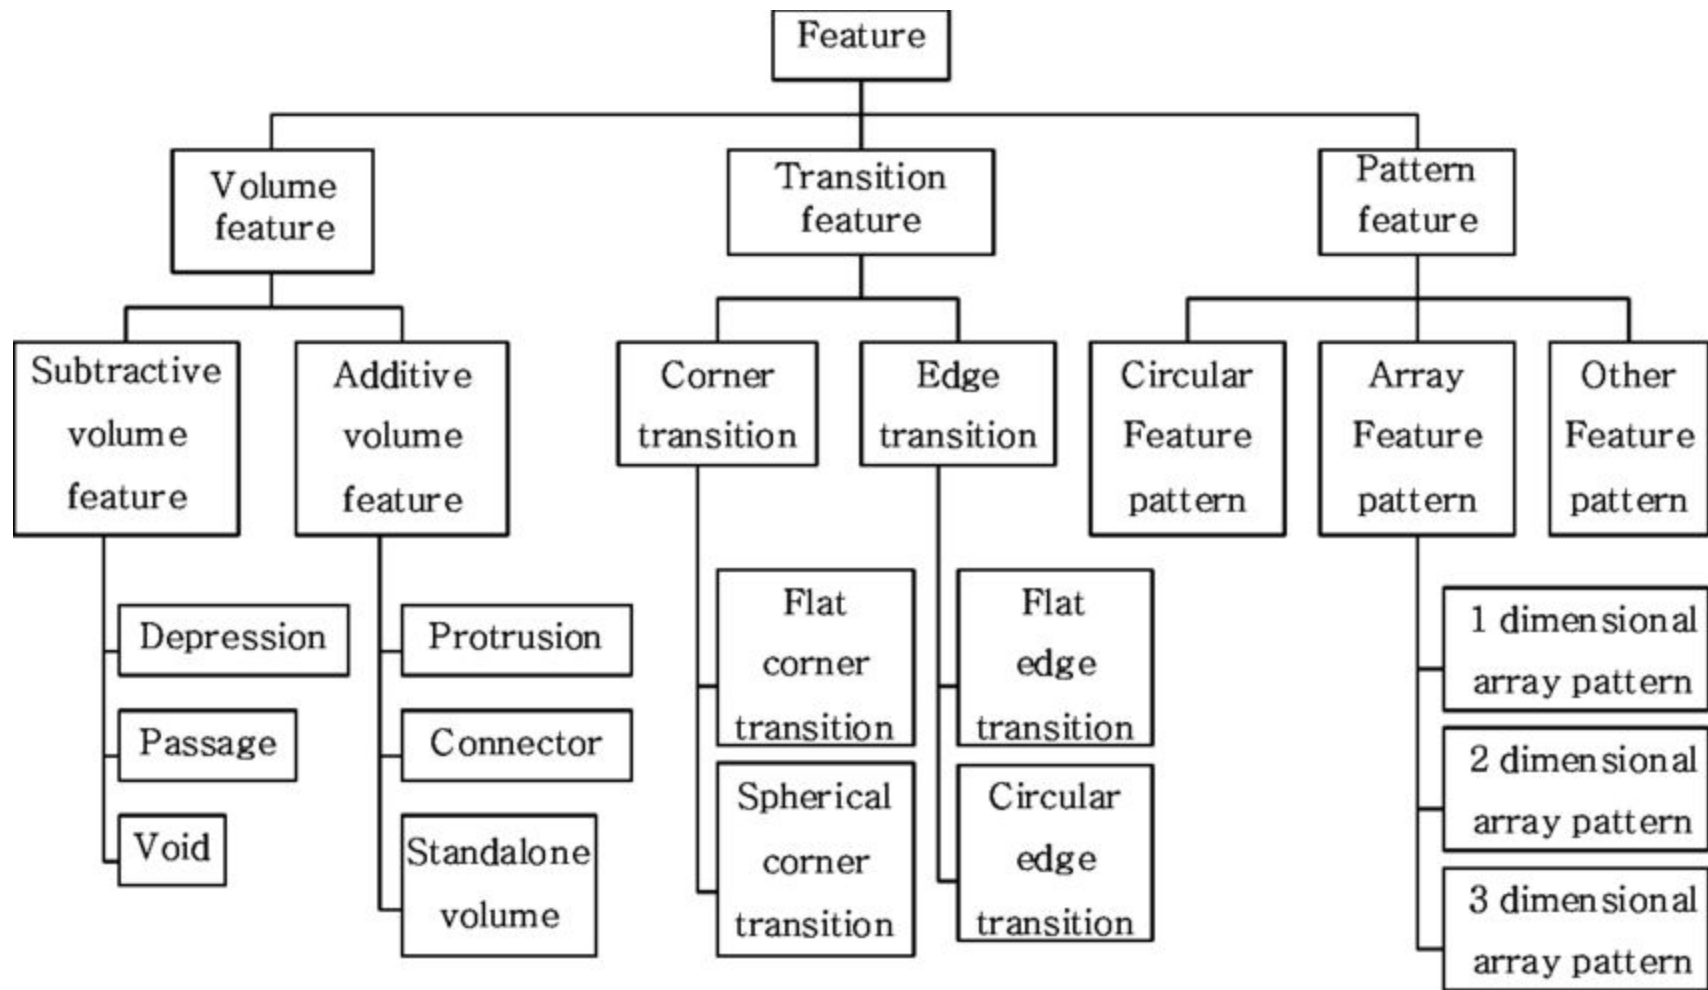 Feature
Volume
feature
Transition
feature
Pattern
feature
Subtractive
volume
feature
Additive
volume
feature
Corner
transition
Edge
transition
Circular
Feature
pattern
Array
Feature
pattern
Other
Feature
pattern
Depression
Passage
Void
Protrusion
Connector
Standalone
volume
Flat
corner
transition
Spherical
corner
transition
Flat
edge
transition
Circular
edge
transition
1 dimensional
array pattern
2 dimensional
array pattern
3 dimensional
array pattern